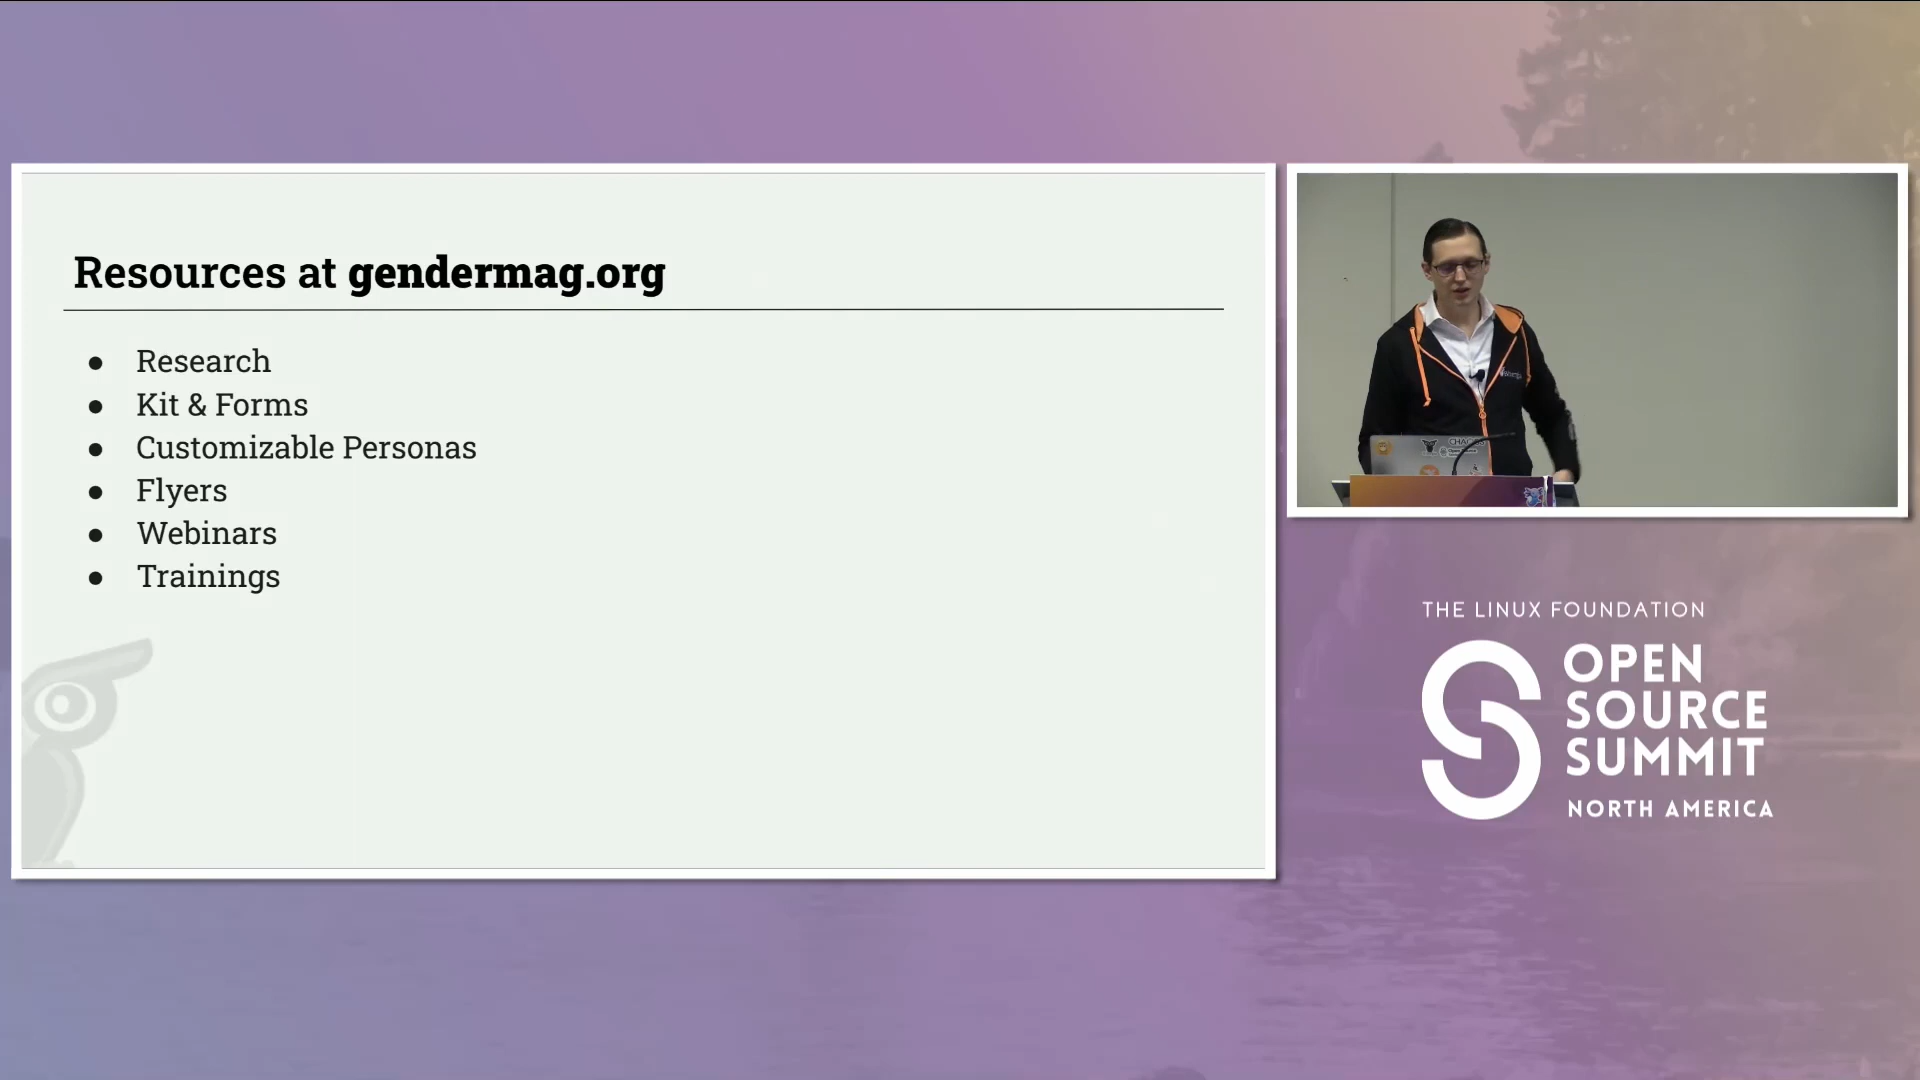 Resources at gendermag.org
● Research
● Kit & Forms
● Customizable Personas
● Flyers
● Webinars
● Trainings
THE LINUX FOUNDATION
OPEN
SOURCE
SUMMIT
NORTH AMERICA